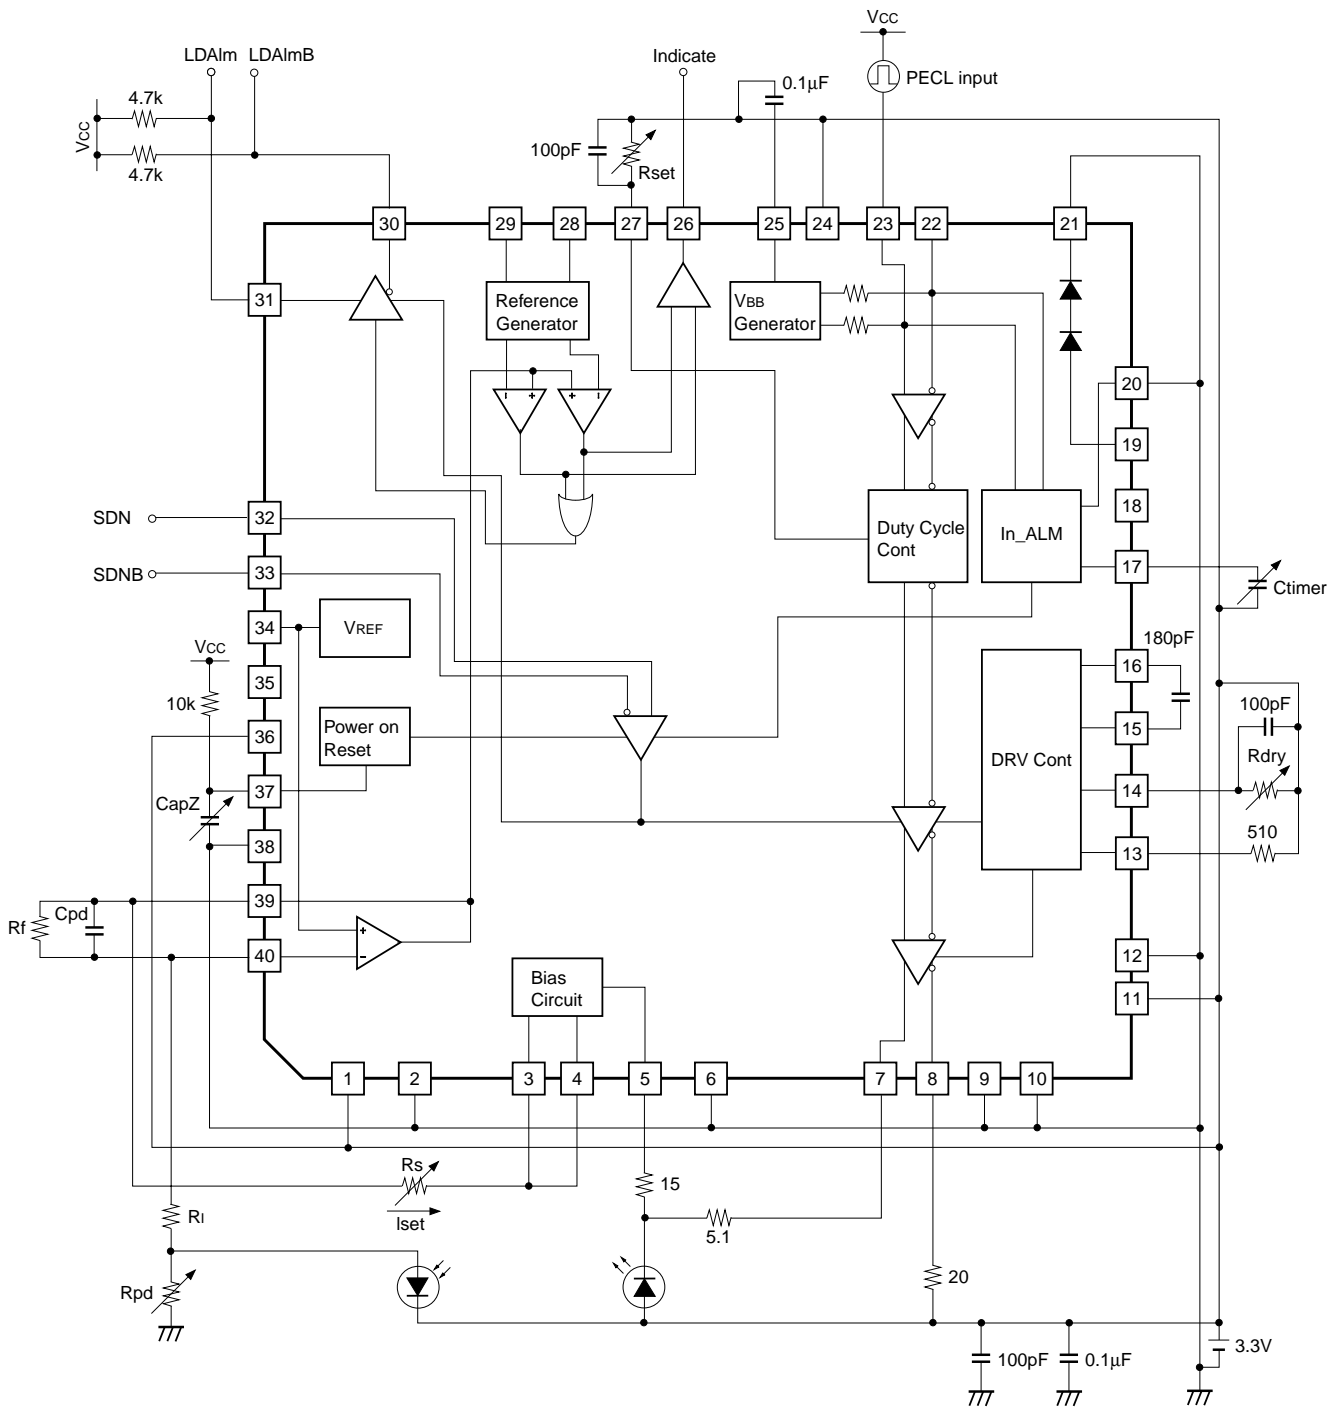 Vcc
LDAlm LDAlmB
Indicate
PECL input
0.1μF
4.7k
Vcc
4.7k
100pF
Rset
30
29
28
27
26
25
24
23
22
21
31
Reference
Generator
VBB
Generator
20
19
SDN
32
Duty Cycle
Cont
In_ALM
18
SDNB
33
17
Ctimer
34
VREF
Vcc
180pF
16
35
10k
100pF
Power on
Reset
36
15
Rdry
DRV Cont
37
14
CapZ
510
38
13
39
Cpd
Rf
+
-
40
12
Bias
Circuit
11
1
2
3
4
5
6
7
8
9
10
Rs
15
Iset
RI
5.1
20
Rpd
100pF
0.1μF
3.3V